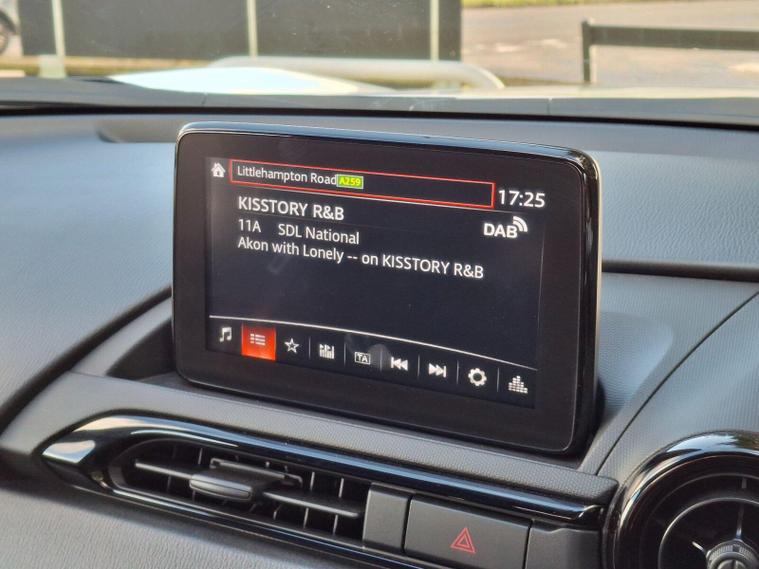 Littlehampton Road A259
17:25
KISSTORY R&B
DAB
11A SDL National
Akon with Lonely -- on KISSTORY R&B
TA